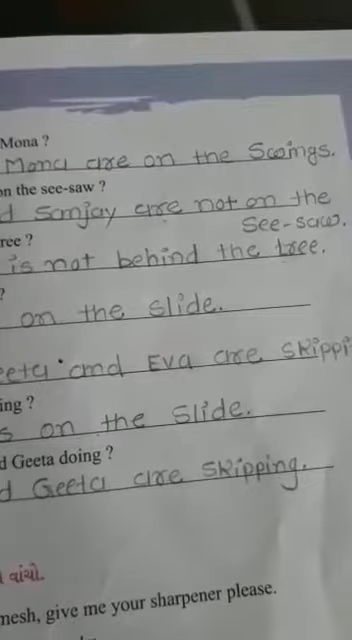 Mona ?
Mona are on the Swings.
on the see-saw ?
d Sanjay are not on the
See-saw.
ree ?
is not behind the tree.
?
on the slide.
eeta and Eva are skippi
ing ?
s on the slide.
d Geeta doing ?
d Geeta are skipping.
વાંચો.
mesh, give me your sharpener please.